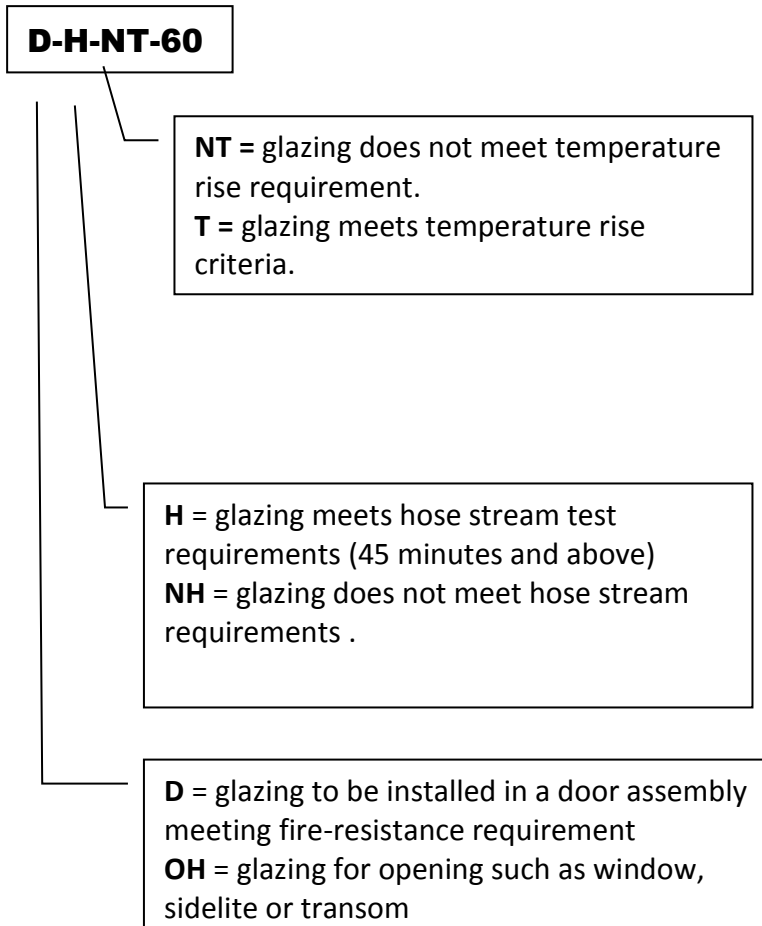 D-H-NT-60
NT = glazing does not meet temperature
rise requirement.
T = glazing meets temperature rise
criteria.
H = glazing meets hose stream test
requirements (45 minutes and above)
NH = glazing does not meet hose stream
requirements .
D = glazing to be installed in a door assembly
meeting fire-resistance requirement
OH = glazing for opening such as window,
sidelite or transom